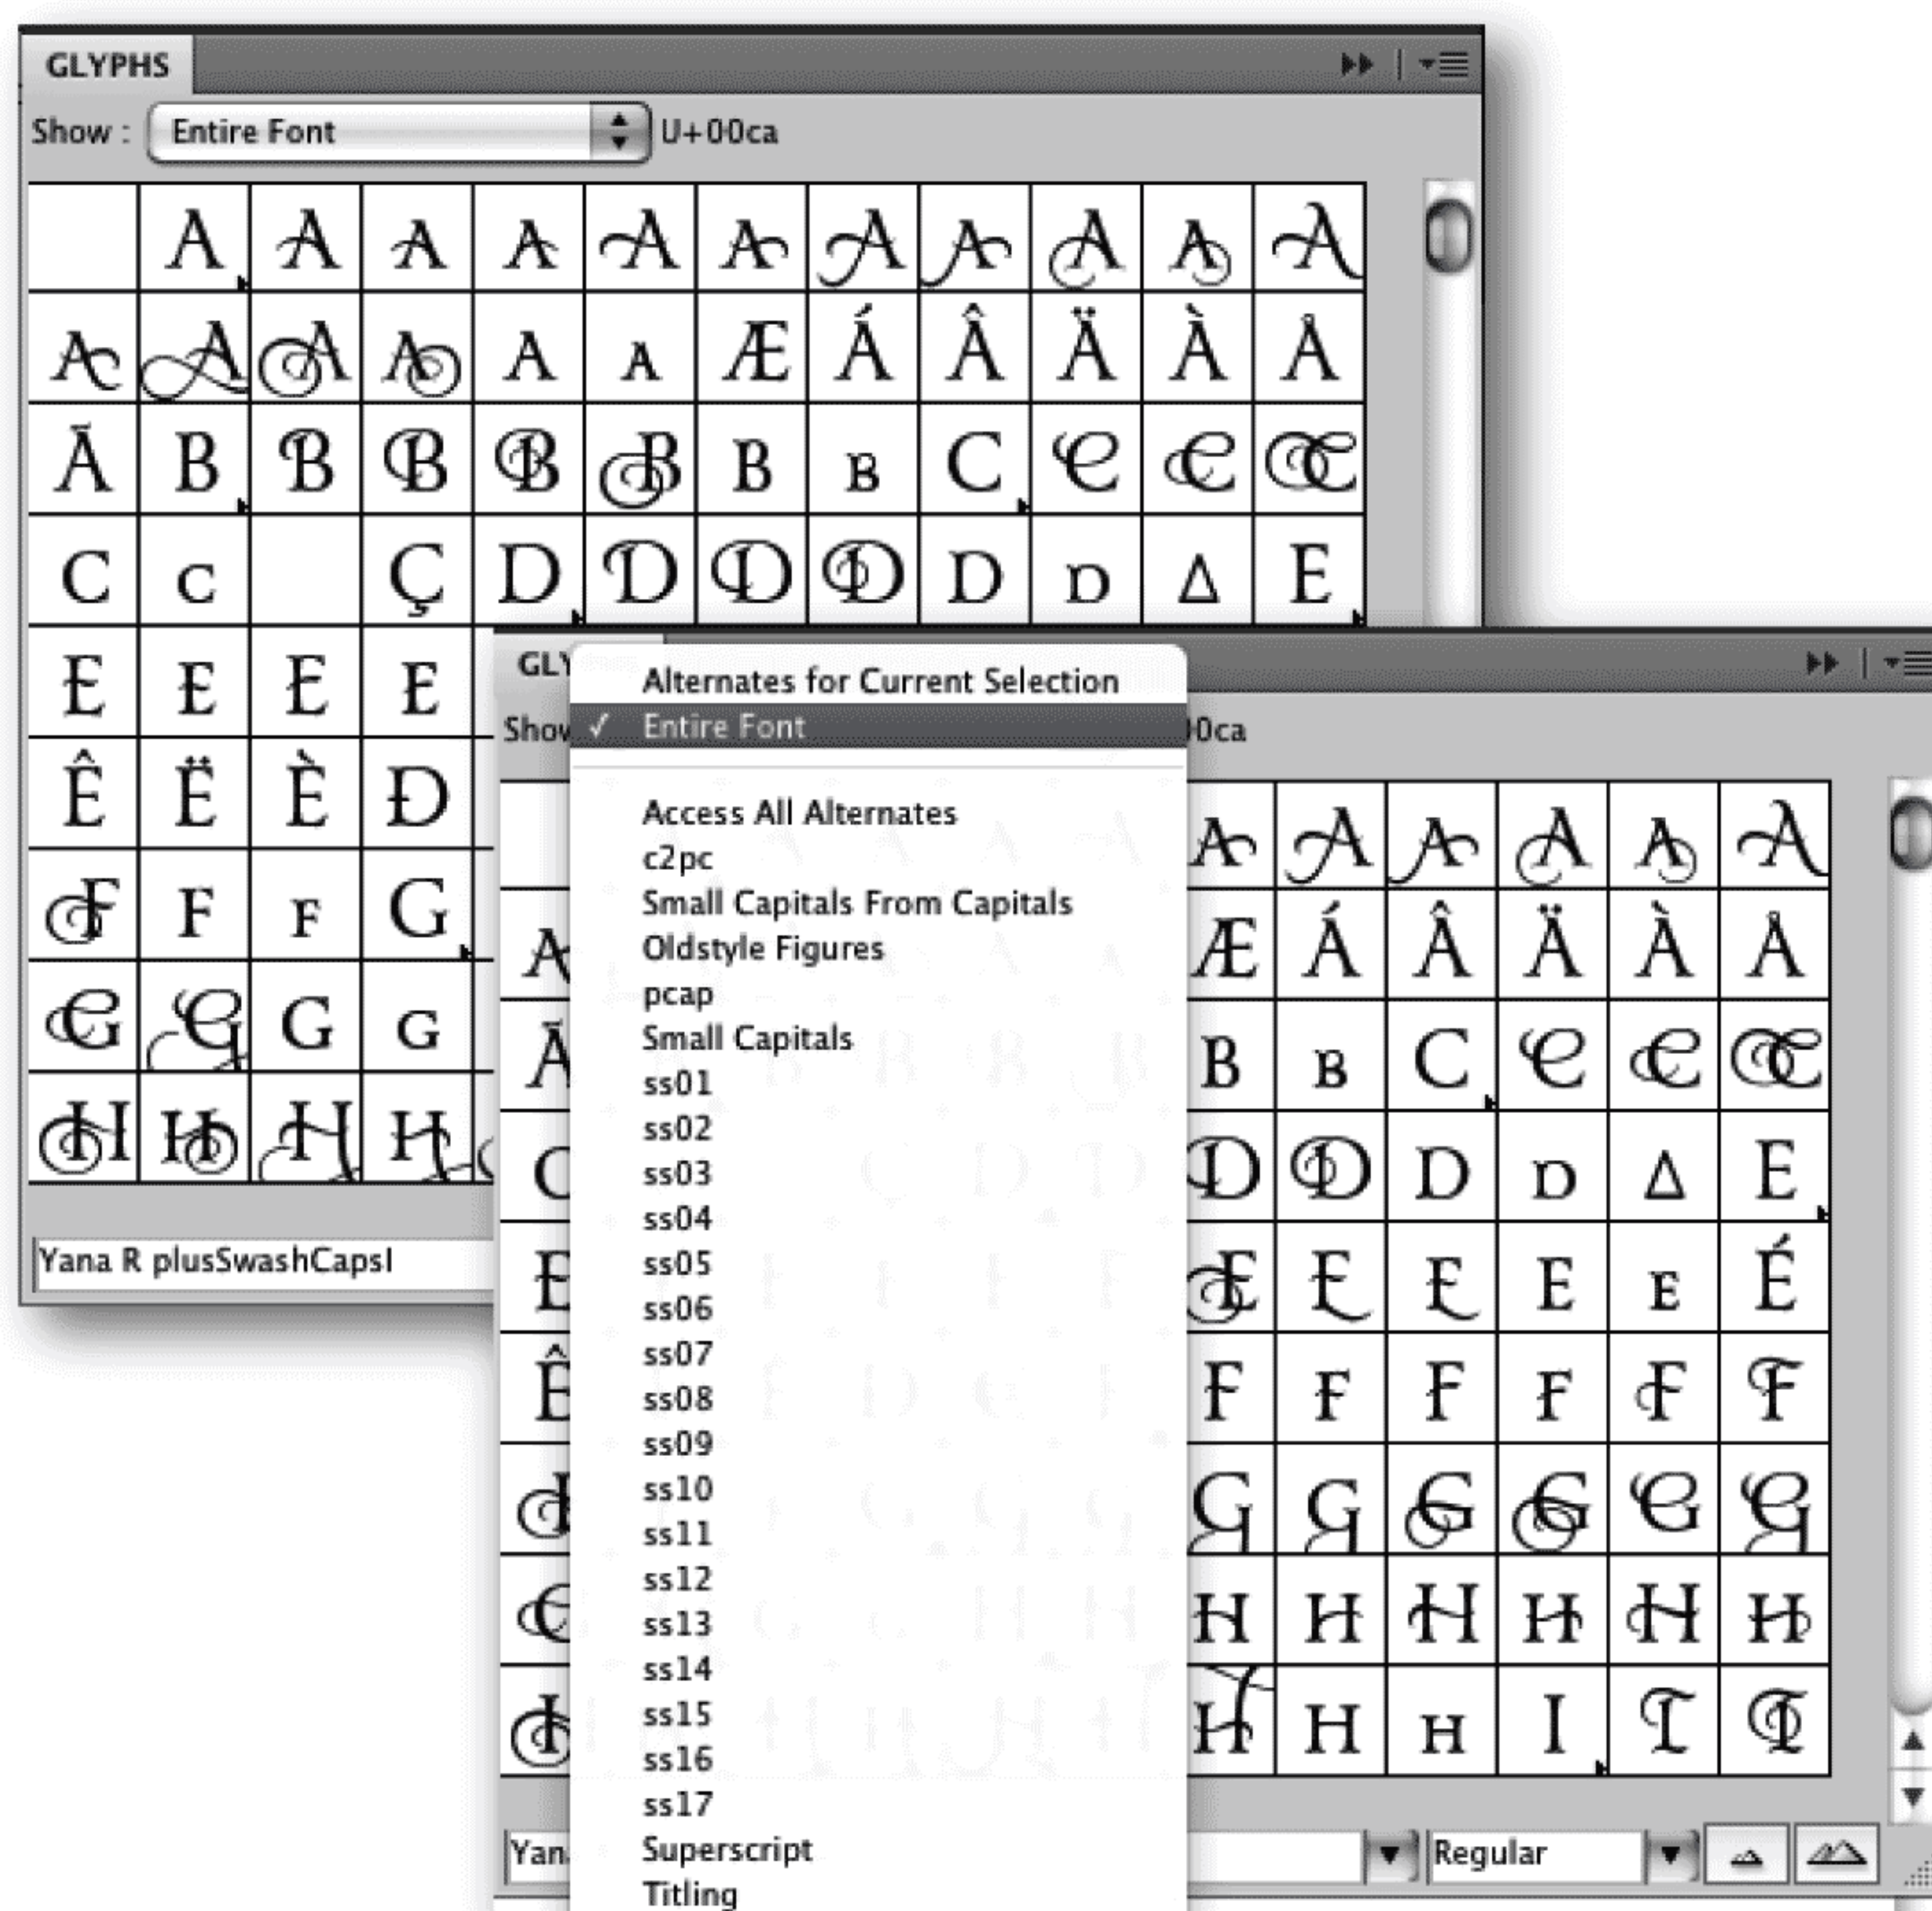 GLYPHS
Show : Entire Font U+00ca
A A A A A A A A A A A
A A A A A A Æ Á Â Ä À Å
Ã B B B B B B B C C C C
C C Ç D D D D D D Δ E
E E E E
Ê Ë È Ð
F F F G
G G G G
H H H H
Yana R plusSwashCapsI
GLY
Show
00ca
Alternates for Current Selection
✓ Entire Font
Access All Alternates
c2pc
Small Capitals From Capitals
Oldstyle Figures
pcap
Small Capitals
ss01
ss02
ss03
ss04
ss05
ss06
ss07
ss08
ss09
ss10
ss11
ss12
ss13
ss14
ss15
ss16
ss17
Superscript
Titling
A A A A A A
A Æ Á Â Ä À Å
Ã B B C C C C
C D D D D Δ E
E E E E E E É
Ê F F F F F F
G G G G G G
G H H H H H H
I H H H I I I
Yan
Regular